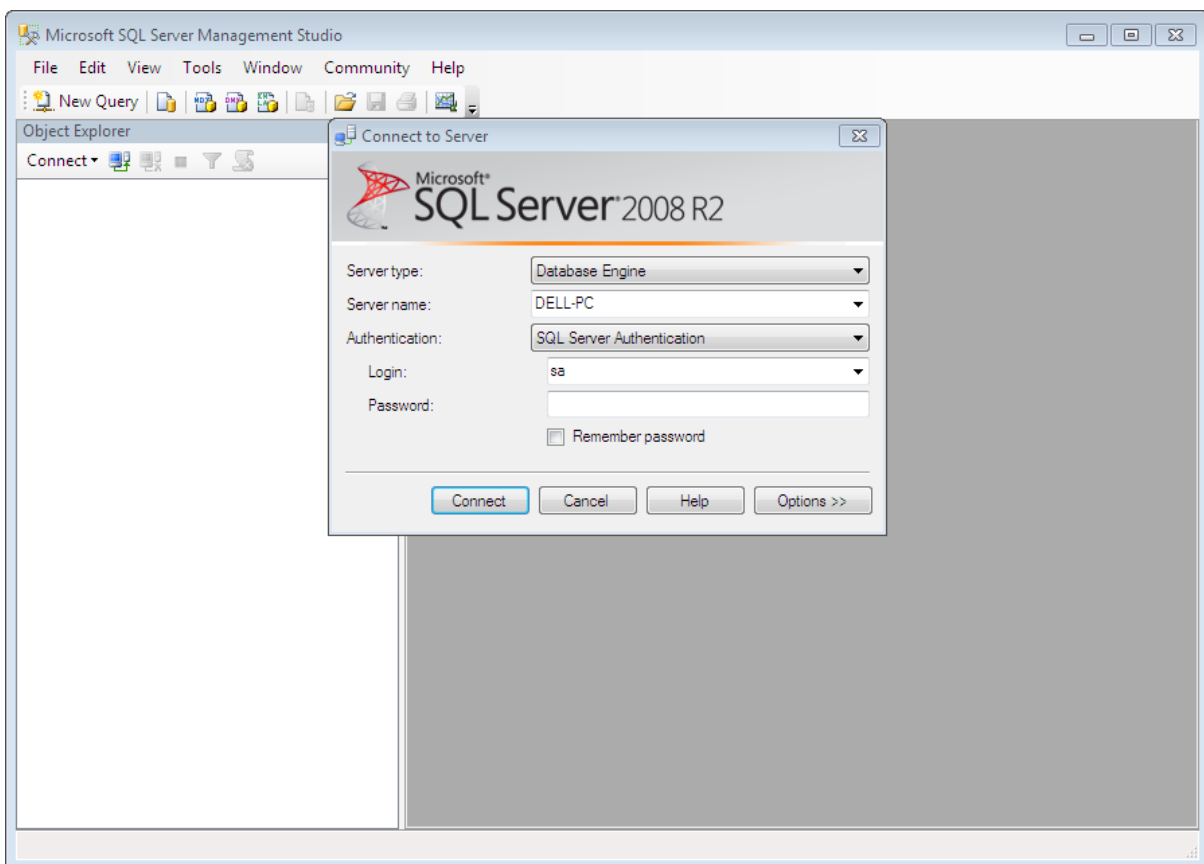 Microsoft SQL Server Management Studio
File Edit View Tools Window Community Help
New Query
Object Explorer
Connect
Connect to Server
Microsoft®
SQL Server® 2008 R2
Server type: Database Engine
Server name: DELL-PC
Authentication: SQL Server Authentication
Login: sa
Password:
Remember password
Connect Cancel Help Options >>